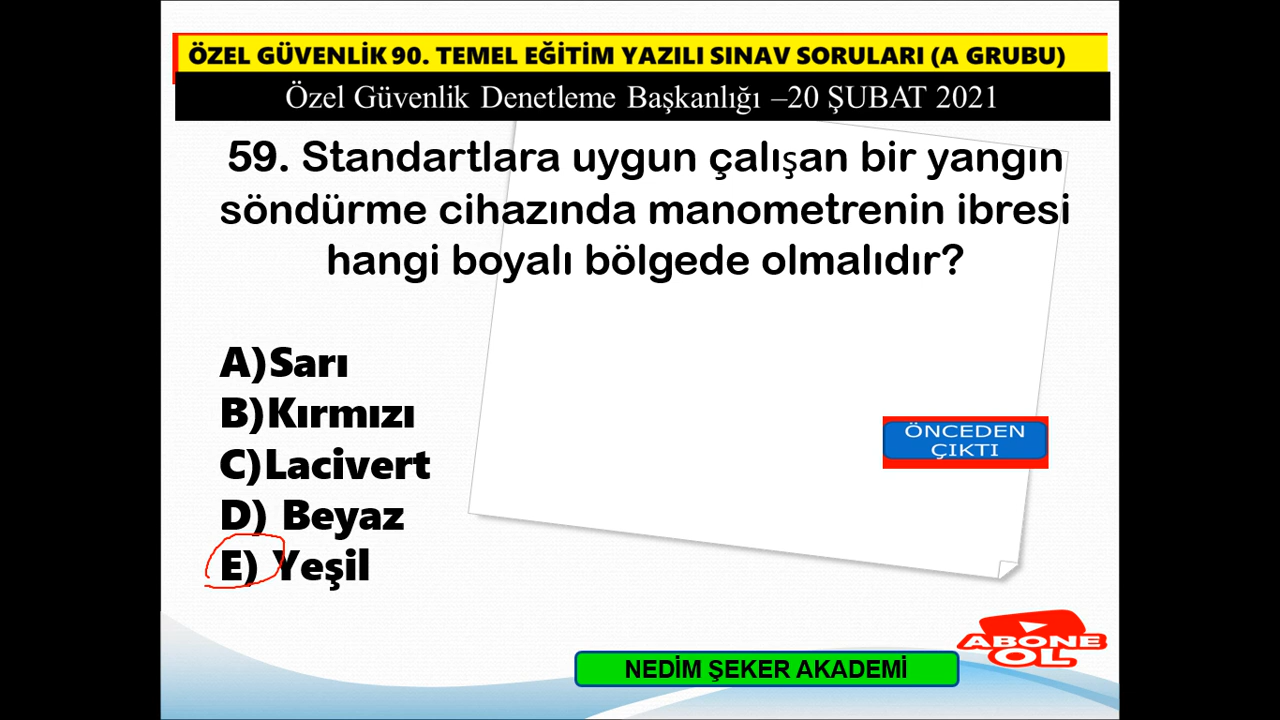 ÖZEL GÜVENLİK 90. TEMEL EĞİTİM YAZILI SINAV SORULARI (A GRUBU)
Özel Güvenlik Denetleme Başkanlığı –20 ŞUBAT 2021
59. Standartlara uygun çalışan bir yangın
söndürme cihazında manometrenin ibresi
hangi boyalı bölgede olmalıdır?
A)Sarı
B)Kırmızı
C)Lacivert
D) Beyaz
E) Yeşil
ÖNCEDEN
ÇIKTI
ABONE
OL
NEDİM ŞEKER AKADEMİ